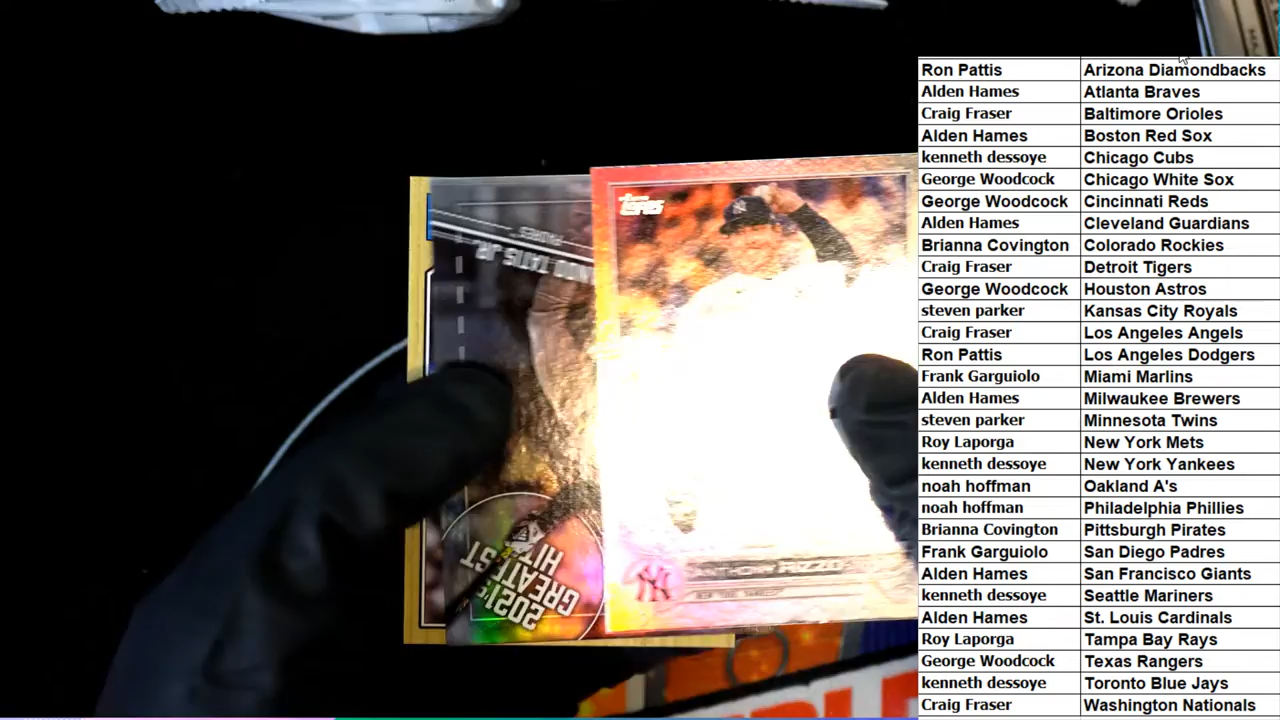 Ron Pattis Arizona Diamondbacks
Alden Hames Atlanta Braves
Craig Fraser Baltimore Orioles
Alden Hames Boston Red Sox
kenneth dessoye Chicago Cubs
George Woodcock Chicago White Sox
George Woodcock Cincinnati Reds
Alden Hames Cleveland Guardians
Brianna Covington Colorado Rockies
Craig Fraser Detroit Tigers
George Woodcock Houston Astros
steven parker Kansas City Royals
Craig Fraser Los Angeles Angels
Ron Pattis Los Angeles Dodgers
Frank Garguiolo Miami Marlins
Alden Hames Milwaukee Brewers
steven parker Minnesota Twins
Roy Laporga New York Mets
kenneth dessoye New York Yankees
noah hoffman Oakland A's
noah hoffman Philadelphia Phillies
Brianna Covington Pittsburgh Pirates
Frank Garguiolo San Diego Padres
Alden Hames San Francisco Giants
kenneth dessoye Seattle Mariners
Alden Hames St. Louis Cardinals
Roy Laporga Tampa Bay Rays
George Woodcock Texas Rangers
kenneth dessoye Toronto Blue Jays
Craig Fraser Washington Nationals
TOPPS
ANTHONY RIZZO
NY
PADRES
TATIS JR
2021'S
GREATEST